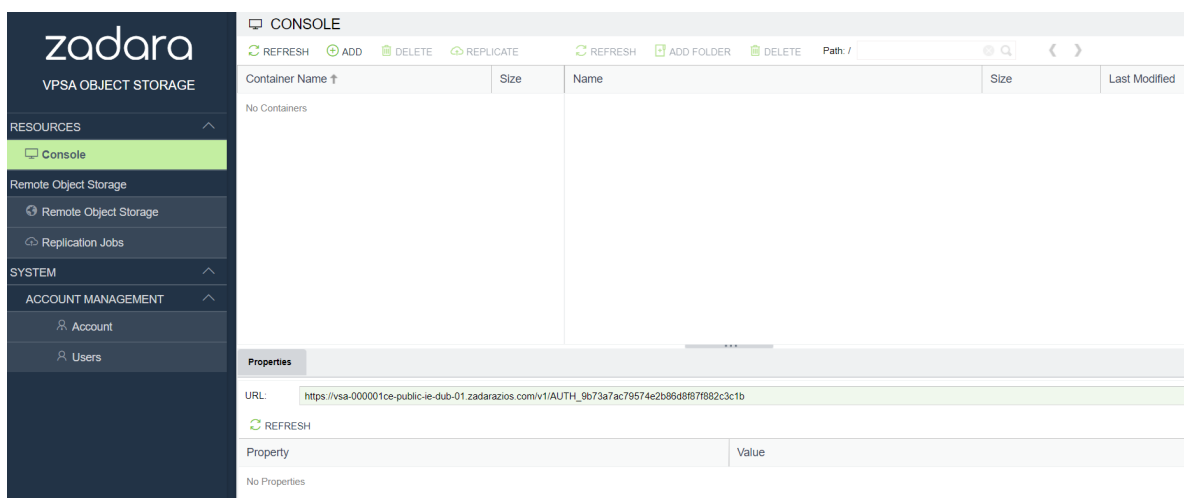 zadara
VPSA OBJECT STORAGE
RESOURCES
Console
Remote Object Storage
Remote Object Storage
Replication Jobs
SYSTEM
ACCOUNT MANAGEMENT
Account
Users
CONSOLE
REFRESH ADD DELETE REPLICATE
REFRESH ADD FOLDER DELETE Path: /
Container Name Size
Name Size Last Modified
No Containers
Properties
URL: https://vsa-000001ce-public-ie-dub-01.zadarazios.com/v1/AUTH_9b73a7ac79574e2b86d8f87f882c3c1b
REFRESH
Property Value
No Properties